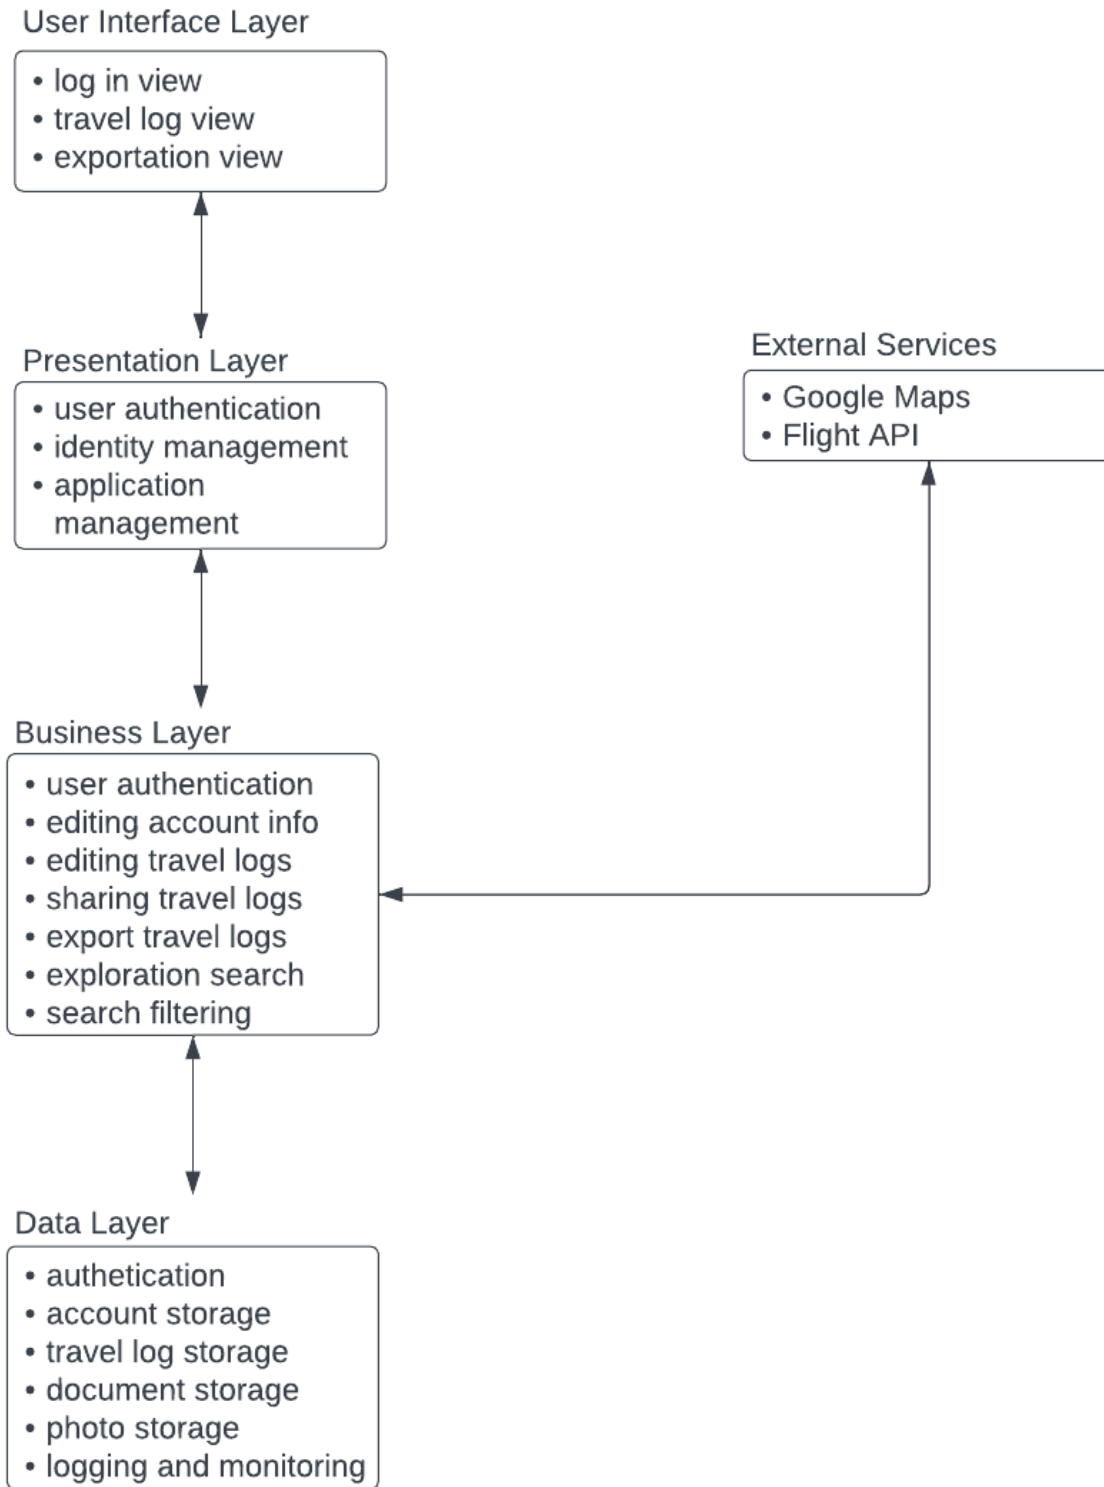 User Interface Layer
• log in view
• travel log view
• exportation view
Presentation Layer
• user authentication
• identity management
• application
management
External Services
• Google Maps
• Flight API
Business Layer
• user authentication
• editing account info
• editing travel logs
• sharing travel logs
• export travel logs
• exploration search
• search filtering
Data Layer
• authetication
• account storage
• travel log storage
• document storage
• photo storage
• logging and monitoring